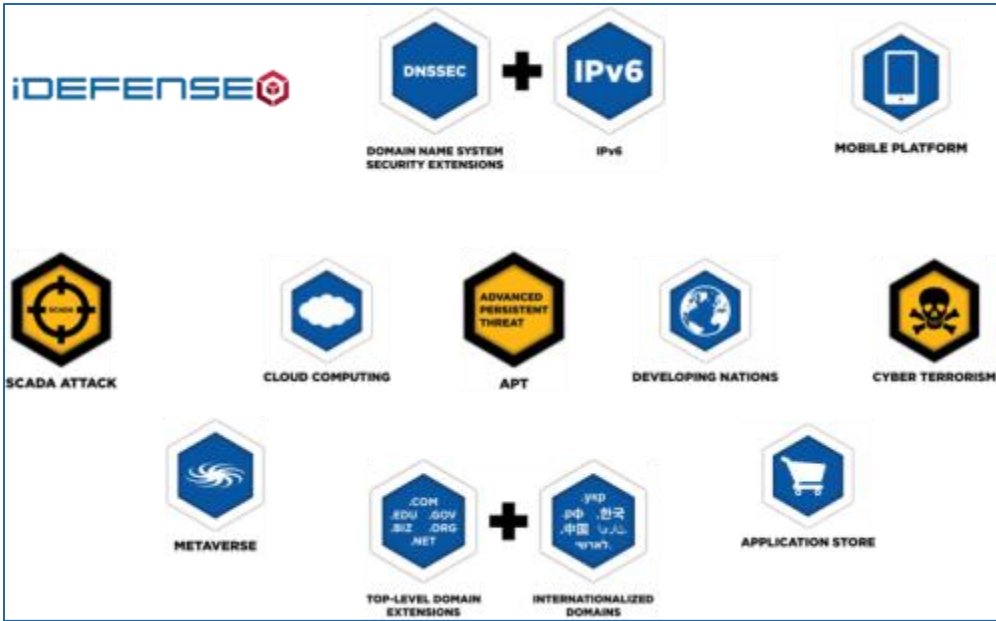 iDEFENSE
DNSSEC
IPv6
DOMAIN NAME SYSTEM
SECURITY EXTENSIONS
IPv6
MOBILE PLATFORM
SCADA
SCADA ATTACK
CLOUD COMPUTING
ADVANCED
PERSISTENT
THREAT
APT
DEVELOPING NATIONS
CYBER TERRORISM
METAVERSE
.COM
.EDU .GOV
.BIZ .ORG
.NET
TOP-LEVEL DOMAIN
EXTENSIONS
.укр
.рф .한국
.中国
INTERNATIONALIZED
DOMAINS
APPLICATION STORE